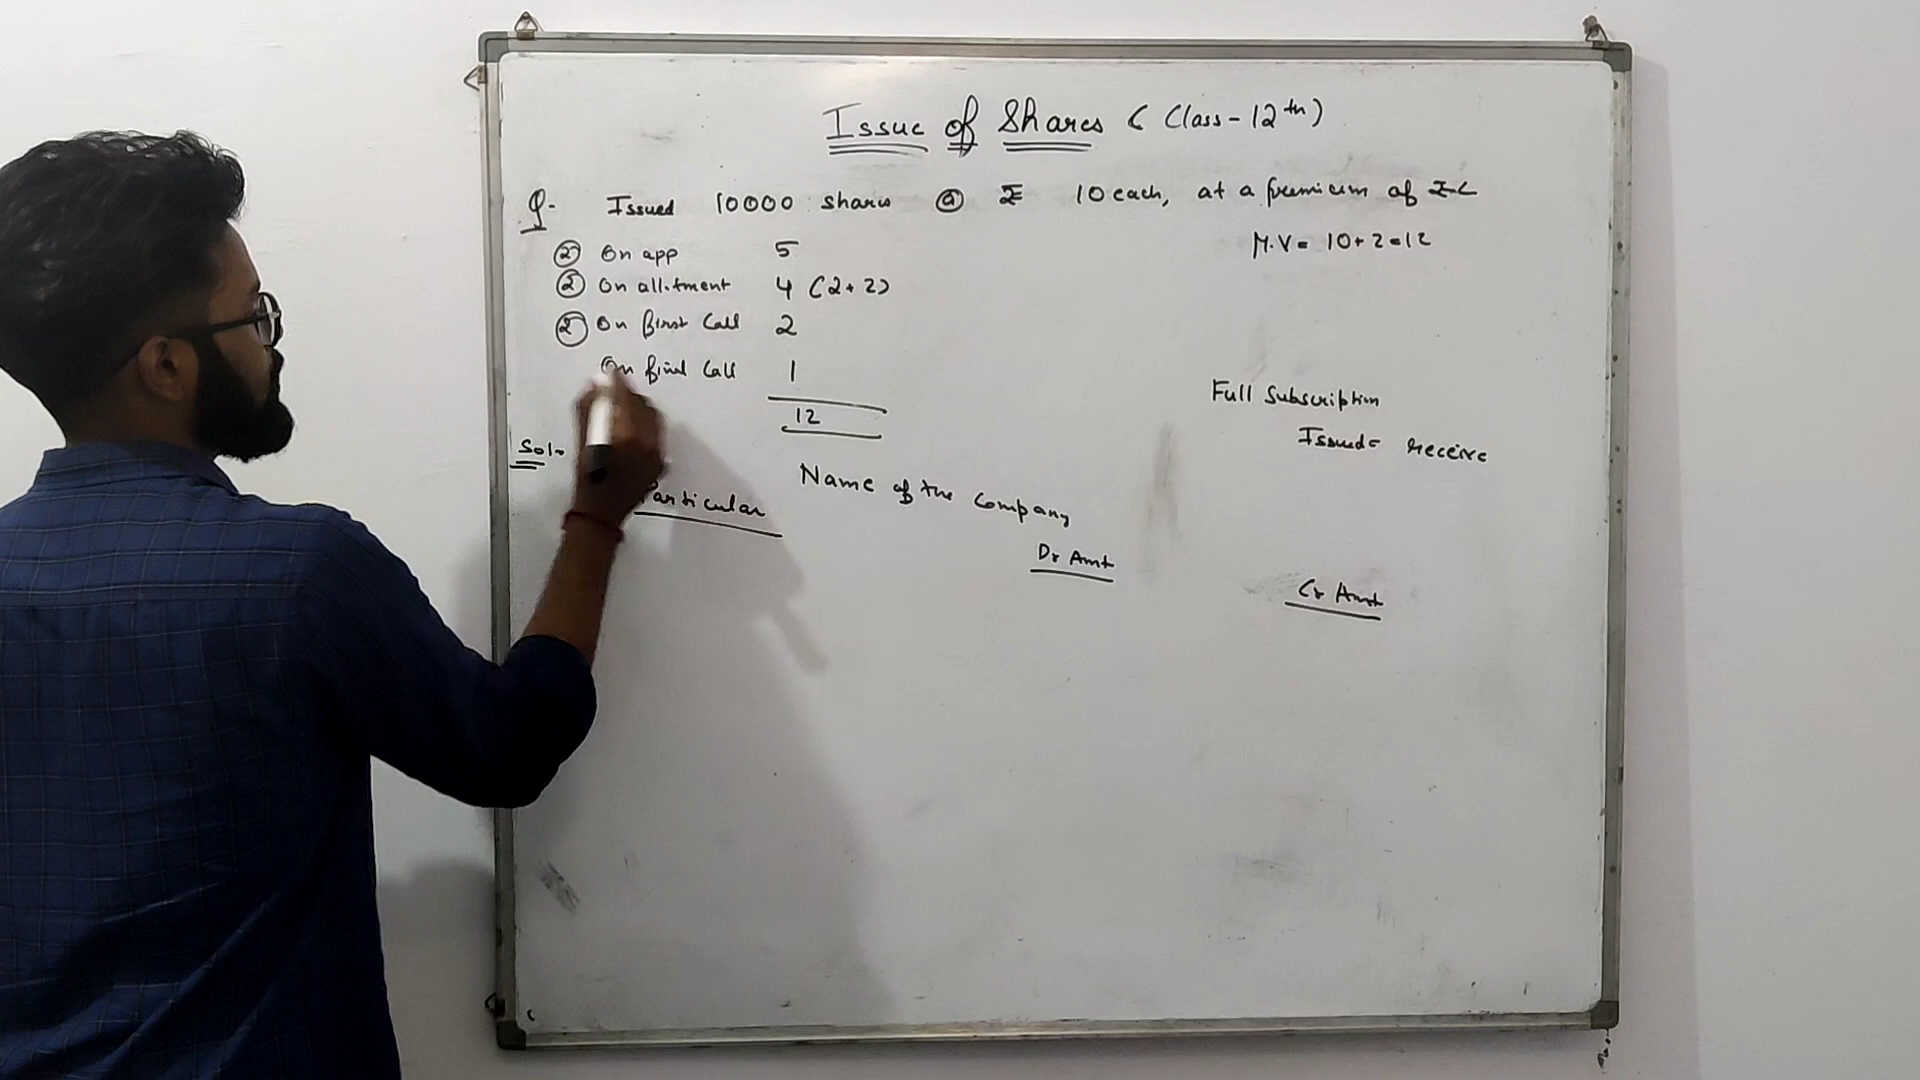 Issue of Shares ( Class-12th)
Q- Issued 10000 shares @ ₹ 10 each, at a premium of
M.V = 10+2=12
② On app 5
② On allotment 4 (2+2)
② On first Call 2
On final Call 1
12
Full Subscription
Issued= receive
Sol-
Name of the Company
Particular
Dr Amt
Cr Amt